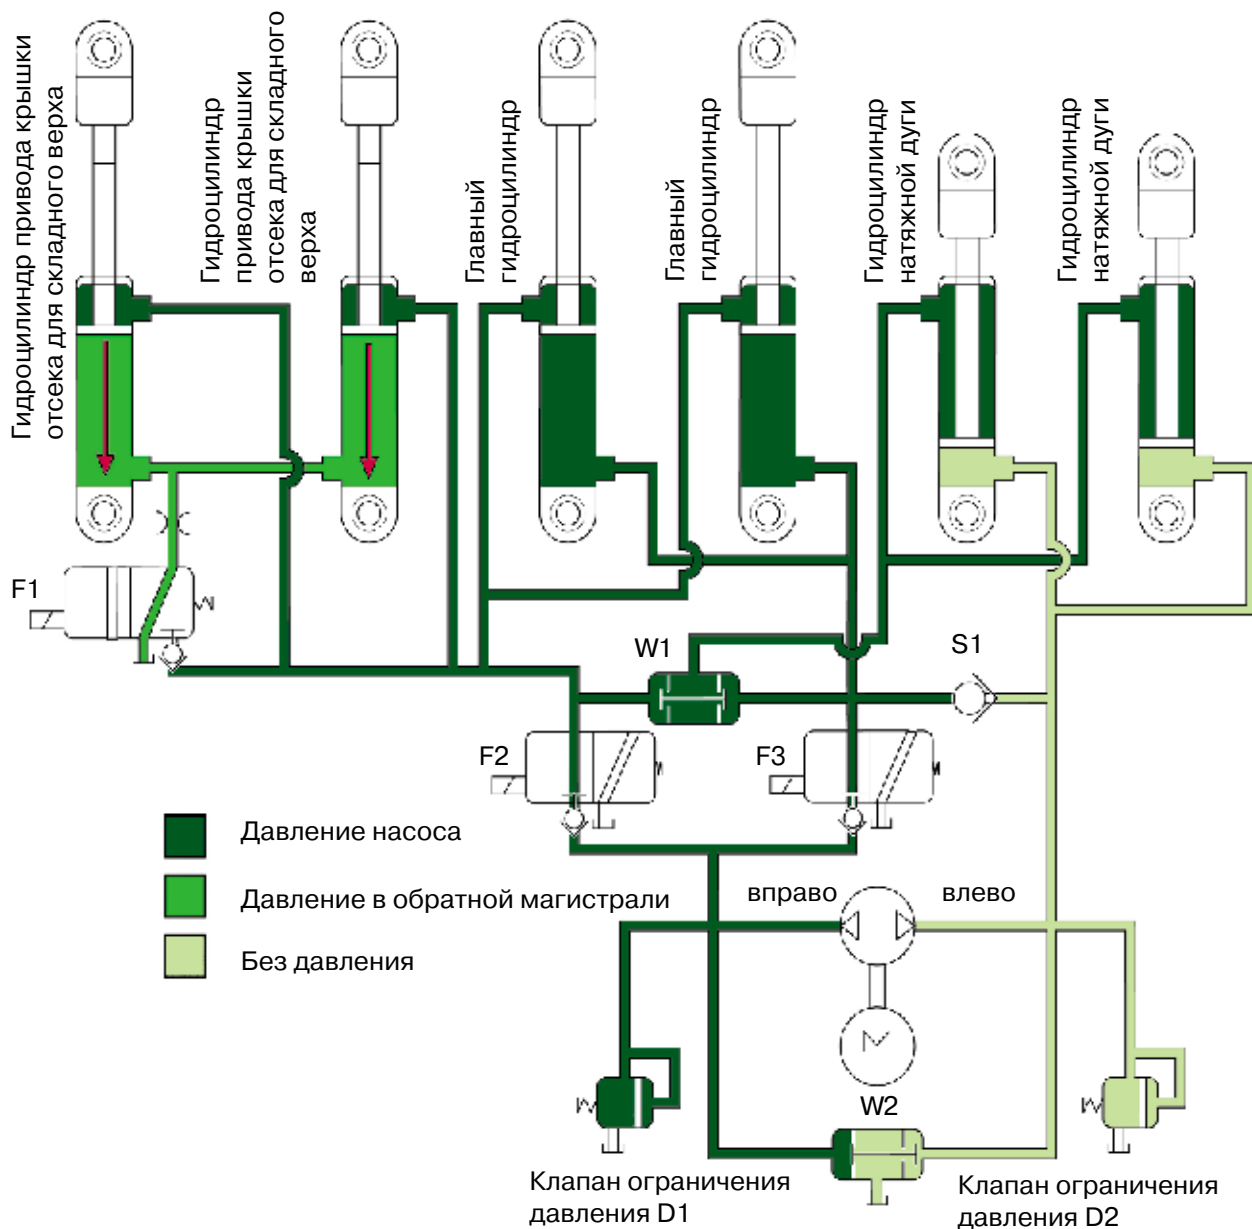 Гидроцилиндр привода крышки
отсека для складного верха
Гидроцилиндр
привода крышки
отсека для складного
верха
Главный
гидроцилиндр
Главный
гидроцилиндр
Гидроцилиндр
натяжной дуги
Гидроцилиндр
натяжной дуги
F1
W1
S1
F2
F3
Давление насоса
Давление в обратной магистрали
Без давления
вправо
влево
W2
Клапан ограничения
давления D1
Клапан ограничения
давления D2